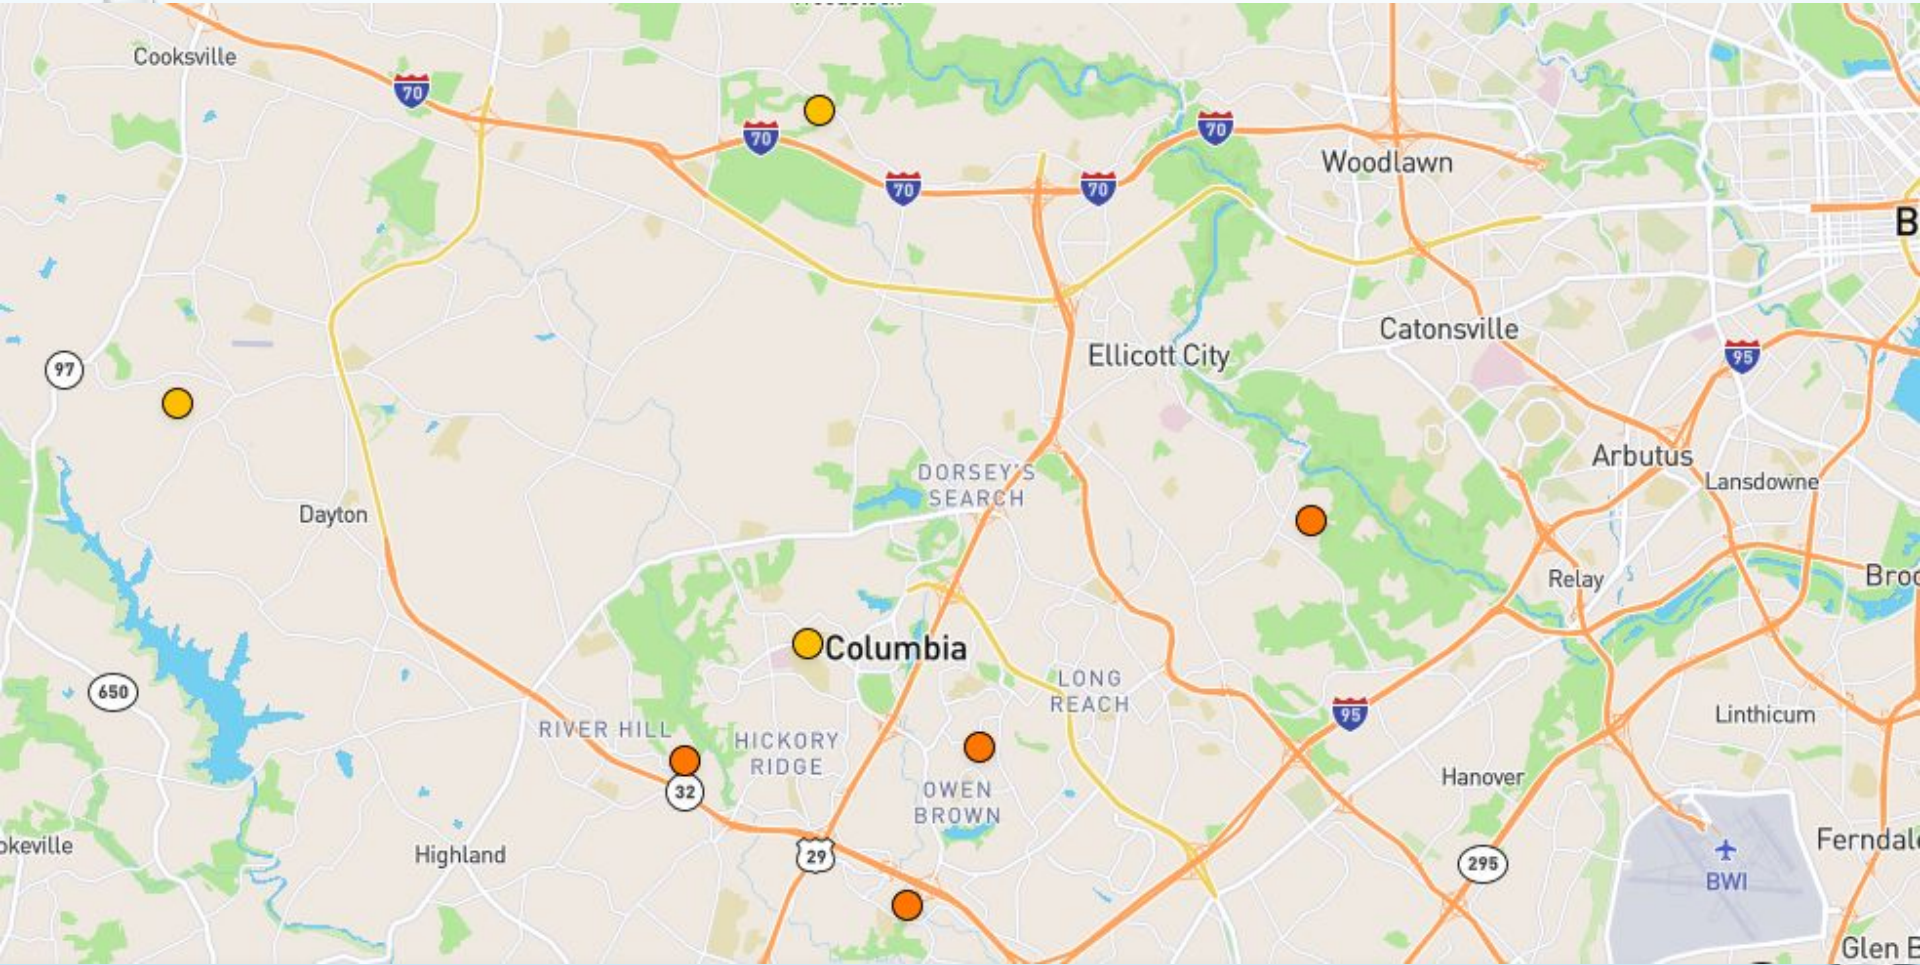 Cooksville
70
70
70
Woodlawn
70
70
B
Ellicott City
Catonsville
95
97
DORSEY'S
SEARCH
Arbutus
Lansdowne
Dayton
Relay
Columbia
650
LONG
REACH
RIVER HILL
HICKORY
RIDGE
95
Linthicum
32
OWEN
BROWN
Hanover
okeville
Highland
29
295
BWI